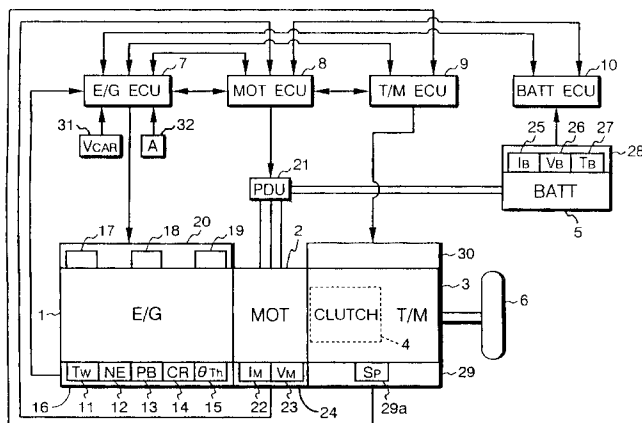 7
8
9
10
E/G ECU
MOT ECU
T/M ECU
BATT ECU
31
VCAR
A
32
25
26
27
28
IB VB TB
BATT
5
21
PDU
17
18
20
19
2
30
1
E/G
MOT
CLUTCH
T/M
3
4
6
TW NE PB CR θTh
IM VM
SP
29
16
11
12
13
14
15
22
23
24
29a